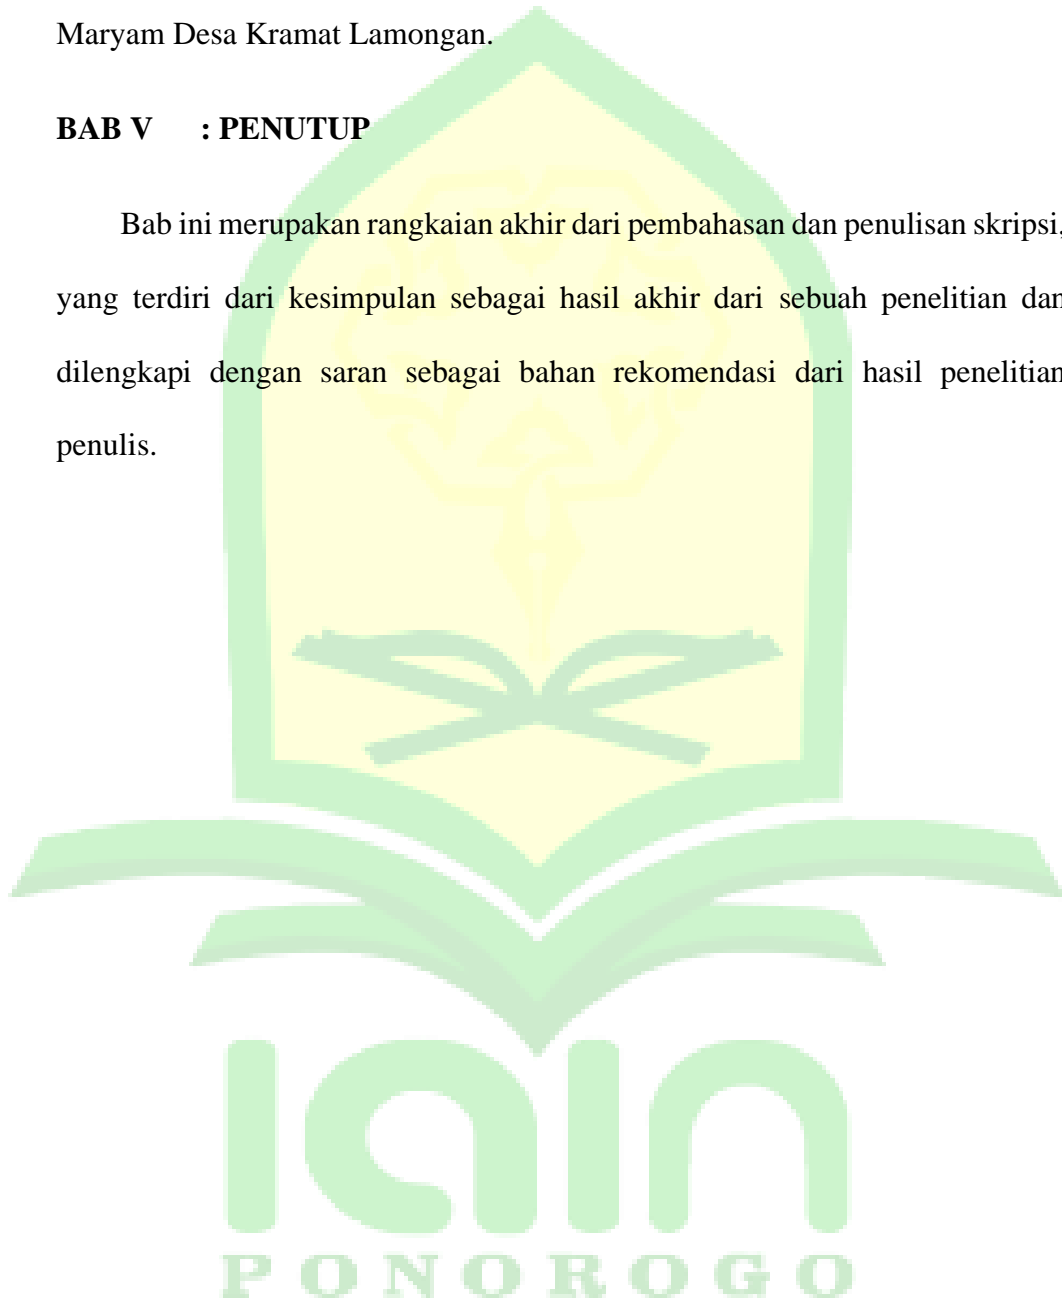 Maryam Desa Kramat Lamongan.
BAB V : PENUTUP
Bab ini merupakan rangkaian akhir dari pembahasan dan penulisan skripsi,
yang terdiri dari kesimpulan sebagai hasil akhir dari sebuah penelitian dan
dilengkapi dengan saran sebagai bahan rekomendasi dari hasil penelitian
penulis.
iain
PONOROGO